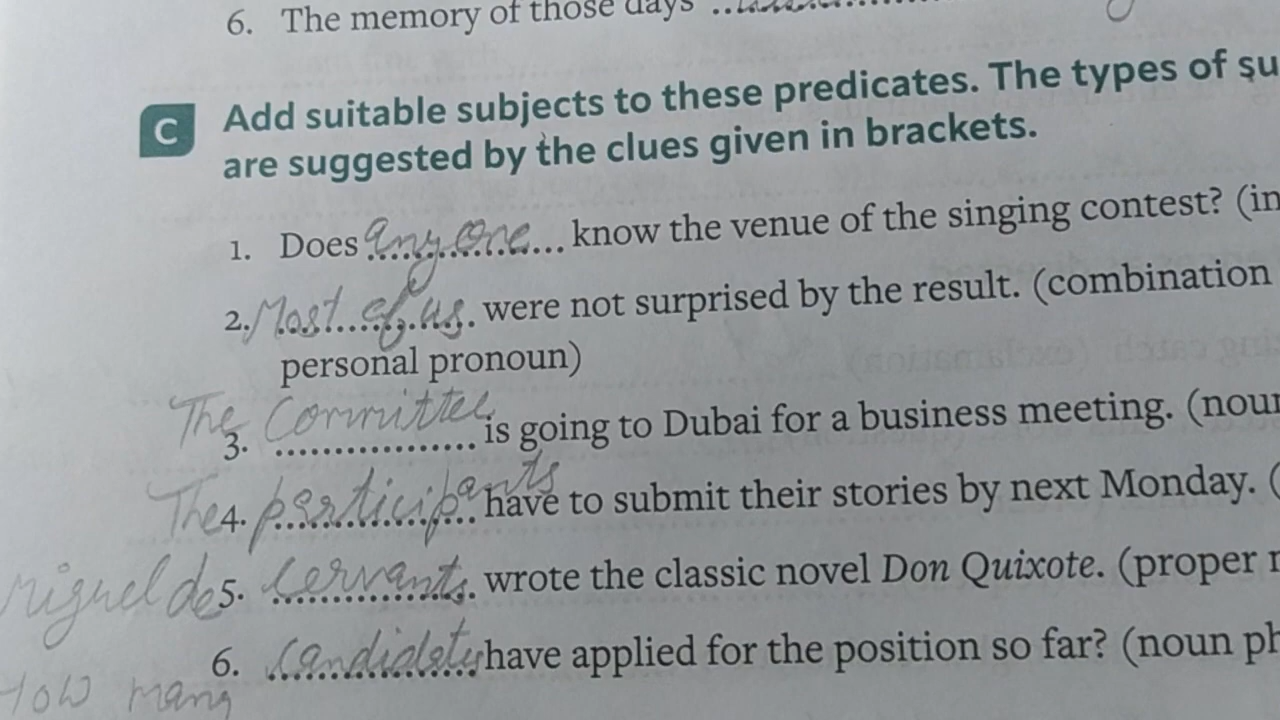 6. The memory of those days
C Add suitable subjects to these predicates. The types of su
are suggested by the clues given in brackets.
1. Does any one know the venue of the singing contest? (in
2. Most of us were not surprised by the result. (combination
personal pronoun)
The Committee
3. is going to Dubai for a business meeting. (noun
The 4. participants have to submit their stories by next Monday. (
Miguel de 5. Cervants. wrote the classic novel Don Quixote. (proper n
6. have applied for the position so far? (noun ph
How many